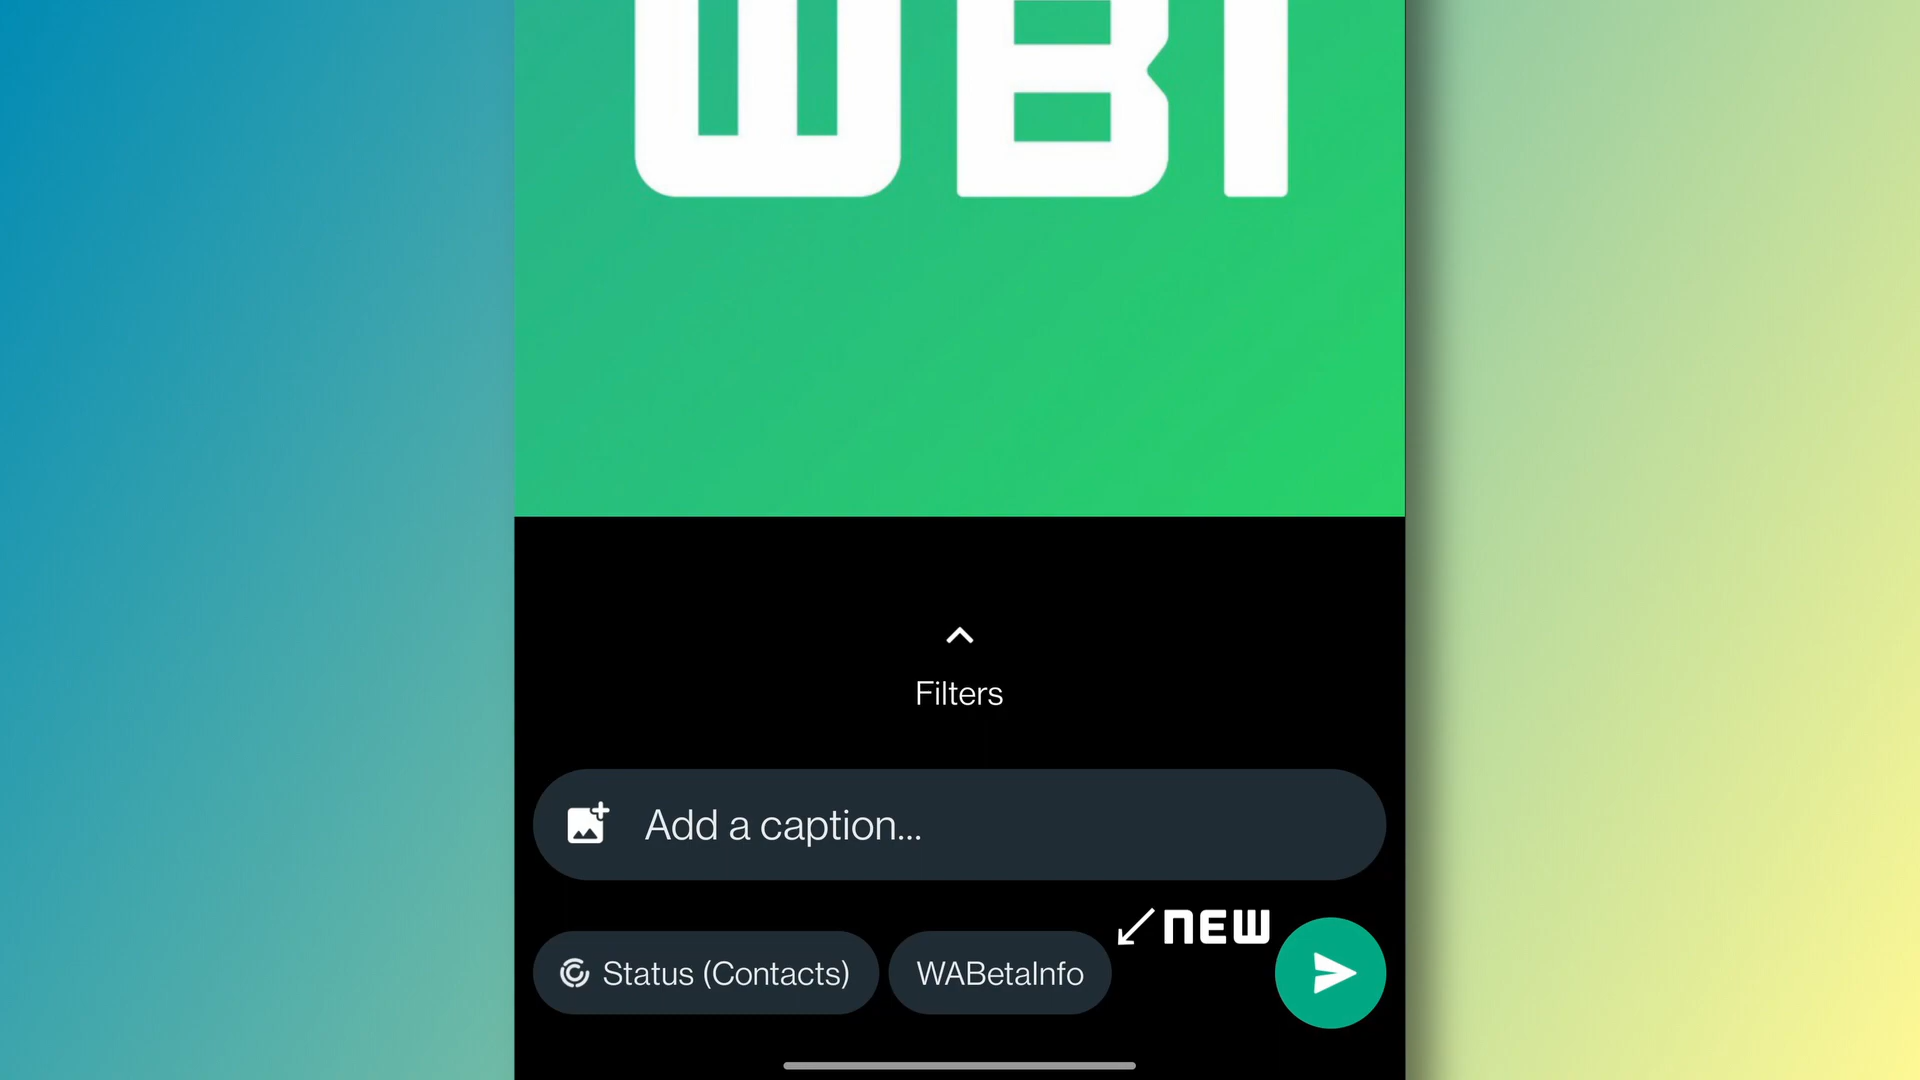 WBI
Filters
Add a caption...
NEW
Status (Contacts)
WABetaInfo